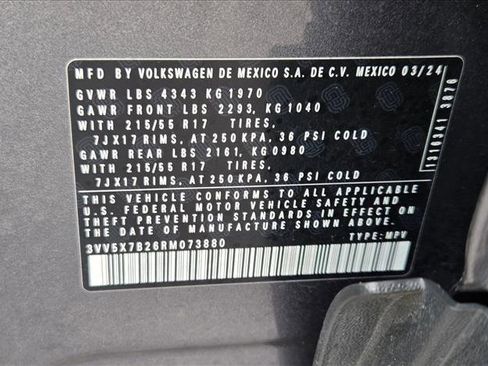 MFD BY VOLKSWAGEN DE MEXICO S.A. DE C.V. MEXICO 03/24
GVWR LBS 4343 KG 1970
GAWR FRONT LBS 2293, KG 1040
WITH 215/55 R17 TIRES,
7JX17 RIMS, AT 250 KPA, 36 PSI COLD
GAWR REAR LBS 2161, KG 0980
WITH 215/55 R17 TIRES,
7JX17 RIMS, AT 250 KPA, 36 PSI COLD
THIS VEHICLE CONFORMS TO ALL APPLICABLE
U.S. FEDERAL MOTOR VEHICLE SAFETY AND
THEFT PREVENTION STANDARDS IN EFFECT ON
THE DATE OF MANUFACTURE SHOWN ABOVE.
3VV5X7B26RM073880 TYPE: MPV